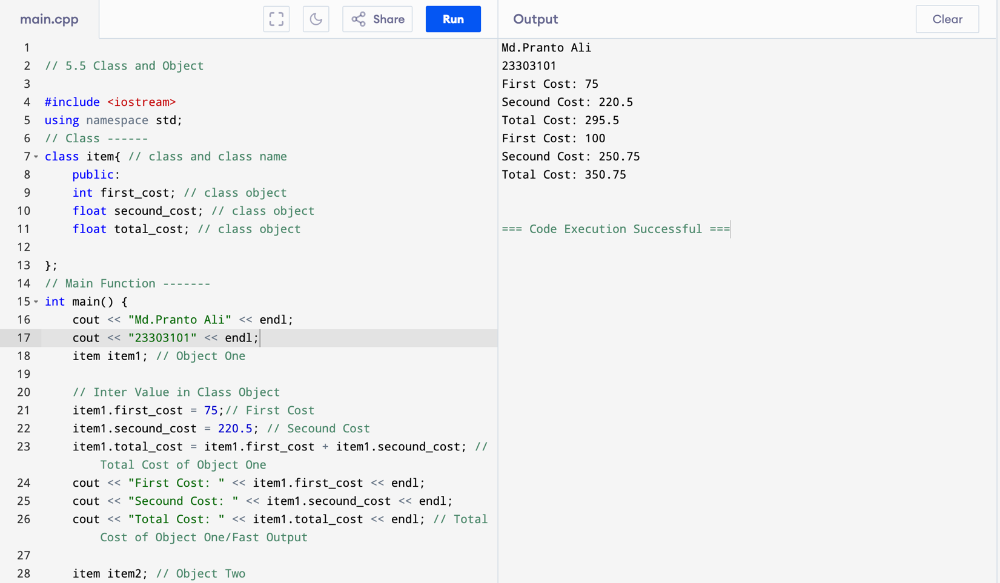 main.cpp
Share
Run
Output
Clear
1
2 // 5.5 Class and Object
3
4 #include <iostream>
5 using namespace std;
6 // Class ------
7 class item{ // class and class name
8     public:
9     int first_cost; // class object
10     float secound_cost; // class object
11     float total_cost; // class object
12
13 };
14 // Main Function -------
15 int main() {
16     cout << "Md.Pranto Ali" << endl;
17     cout << "23303101" << endl;
18     item item1; // Object One
19
20     // Inter Value in Class Object
21     item1.first_cost = 75;// First Cost
22     item1.secound_cost = 220.5; // Secound Cost
23     item1.total_cost = item1.first_cost + item1.secound_cost; //
Total Cost of Object One
24     cout << "First Cost: " << item1.first_cost << endl;
25     cout << "Secound Cost: " << item1.secound_cost << endl;
26     cout << "Total Cost: " << item1.total_cost << endl; // Total
Cost of Object One/Fast Output
27
28     item item2; // Object Two
Md.Pranto Ali
23303101
First Cost: 75
Secound Cost: 220.5
Total Cost: 295.5
First Cost: 100
Secound Cost: 250.75
Total Cost: 350.75
=== Code Execution Successful ===